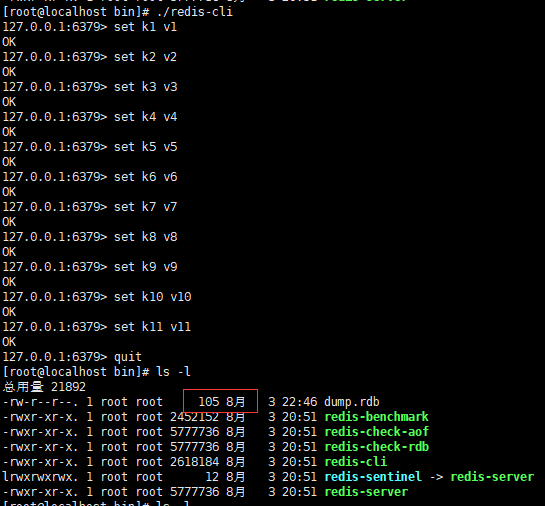 [root@localhost bin]# ./redis-cli
127.0.0.1:6379> set k1 v1
OK
127.0.0.1:6379> set k2 v2
OK
127.0.0.1:6379> set k3 v3
OK
127.0.0.1:6379> set k4 v4
OK
127.0.0.1:6379> set k5 v5
OK
127.0.0.1:6379> set k6 v6
OK
127.0.0.1:6379> set k7 v7
OK
127.0.0.1:6379> set k8 v8
OK
127.0.0.1:6379> set k9 v9
OK
127.0.0.1:6379> set k10 v10
OK
127.0.0.1:6379> set k11 v11
OK
127.0.0.1:6379> quit
[root@localhost bin]# ls -l
总用量 21892
-rw-r--r--. 1 root root     105 8月   3 22:46 dump.rdb
-rwxr-xr-x. 1 root root 2452152 8月   3 20:51 redis-benchmark
-rwxr-xr-x. 1 root root 5777736 8月   3 20:51 redis-check-aof
-rwxr-xr-x. 1 root root 5777736 8月   3 20:51 redis-check-rdb
-rwxr-xr-x. 1 root root 2618184 8月   3 20:51 redis-cli
lrwxrwxrwx. 1 root root      12 8月   3 20:51 redis-sentinel -> redis-server
-rwxr-xr-x. 1 root root 5777736 8月   3 20:51 redis-server
[root@localhost bin]# ls -l